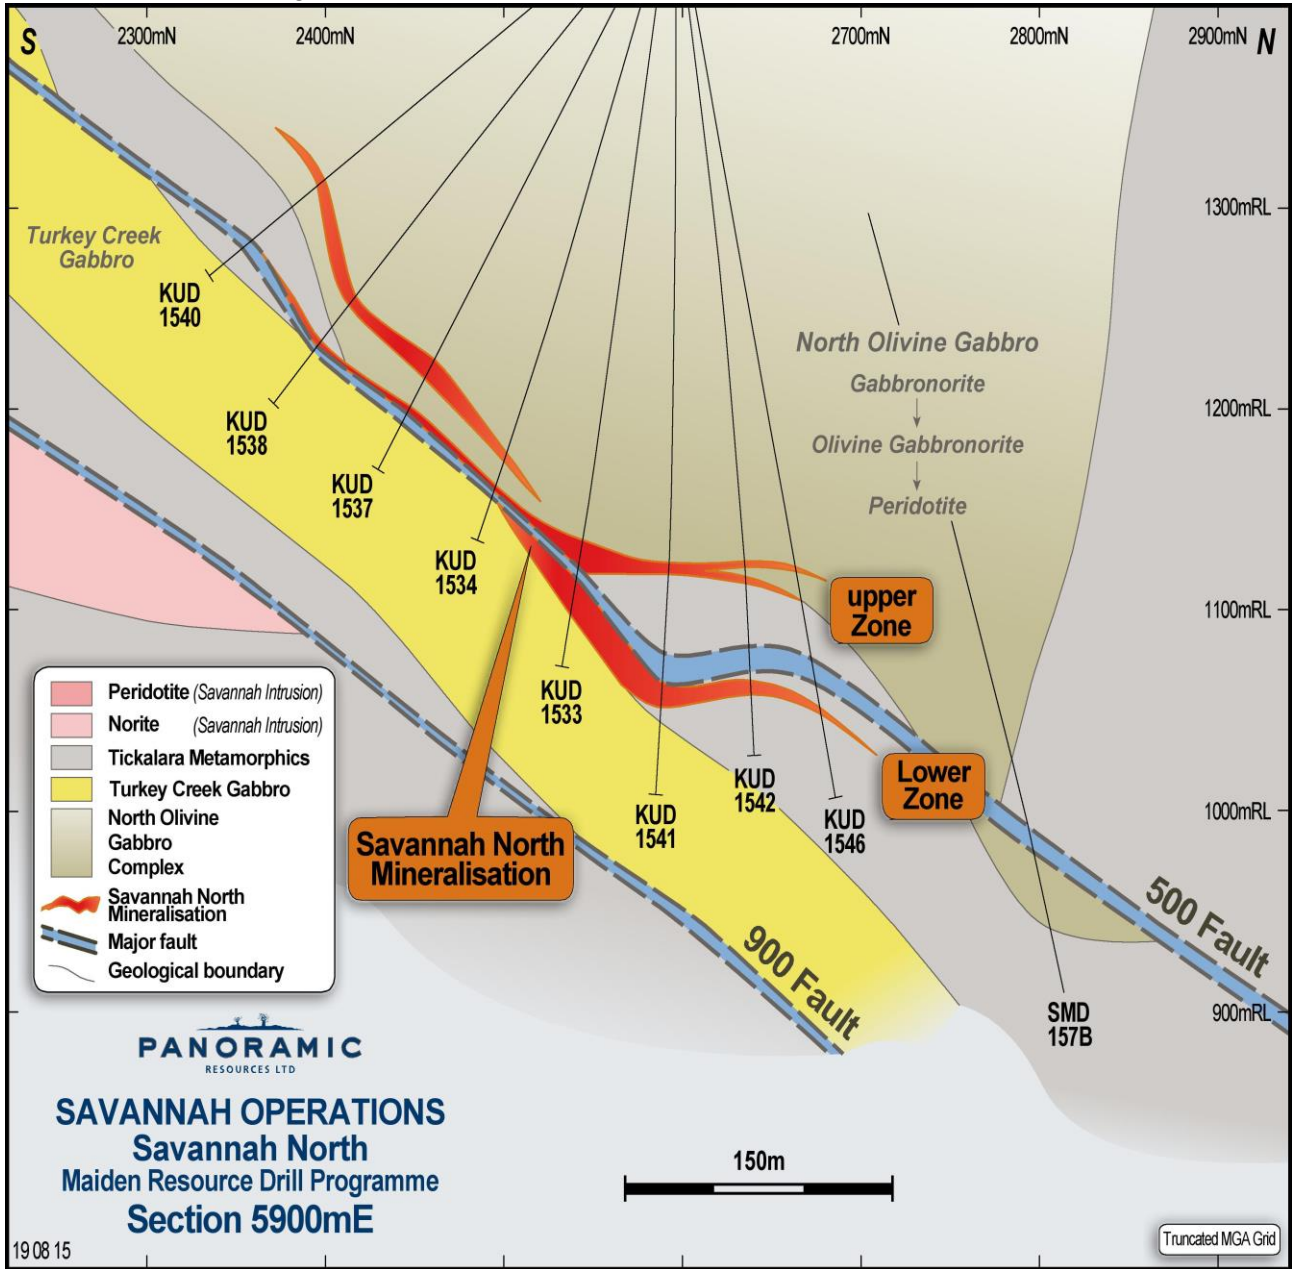 S
2300mN
2400mN
2700mN
2800mN
2900mN
N
1300mRL
Turkey Creek
Gabbro
KUD
1540
North Olivine Gabbro
Gabbronorite
Olivine Gabbronorite
Peridotite
1200mRL
KUD
1538
KUD
1537
KUD
1534
upper
Zone
1100mRL
KUD
1533
KUD
1541
KUD
1542
KUD
1546
Lower
Zone
1000mRL
Savannah North
Mineralisation
Peridotite (Savannah Intrusion)
Norite (Savannah Intrusion)
Tickalara Metamorphics
Turkey Creek Gabbro
North Olivine
Gabbro
Complex
Savannah North
Mineralisation
Major fault
Geological boundary
900 Fault
500 Fault
SMD
157B
900mRL
PANORAMIC
RESOURCES LTD
SAVANNAH OPERATIONS
Savannah North
Maiden Resource Drill Programme
Section 5900mE
150m
19 08 15
Truncated MGA Grid